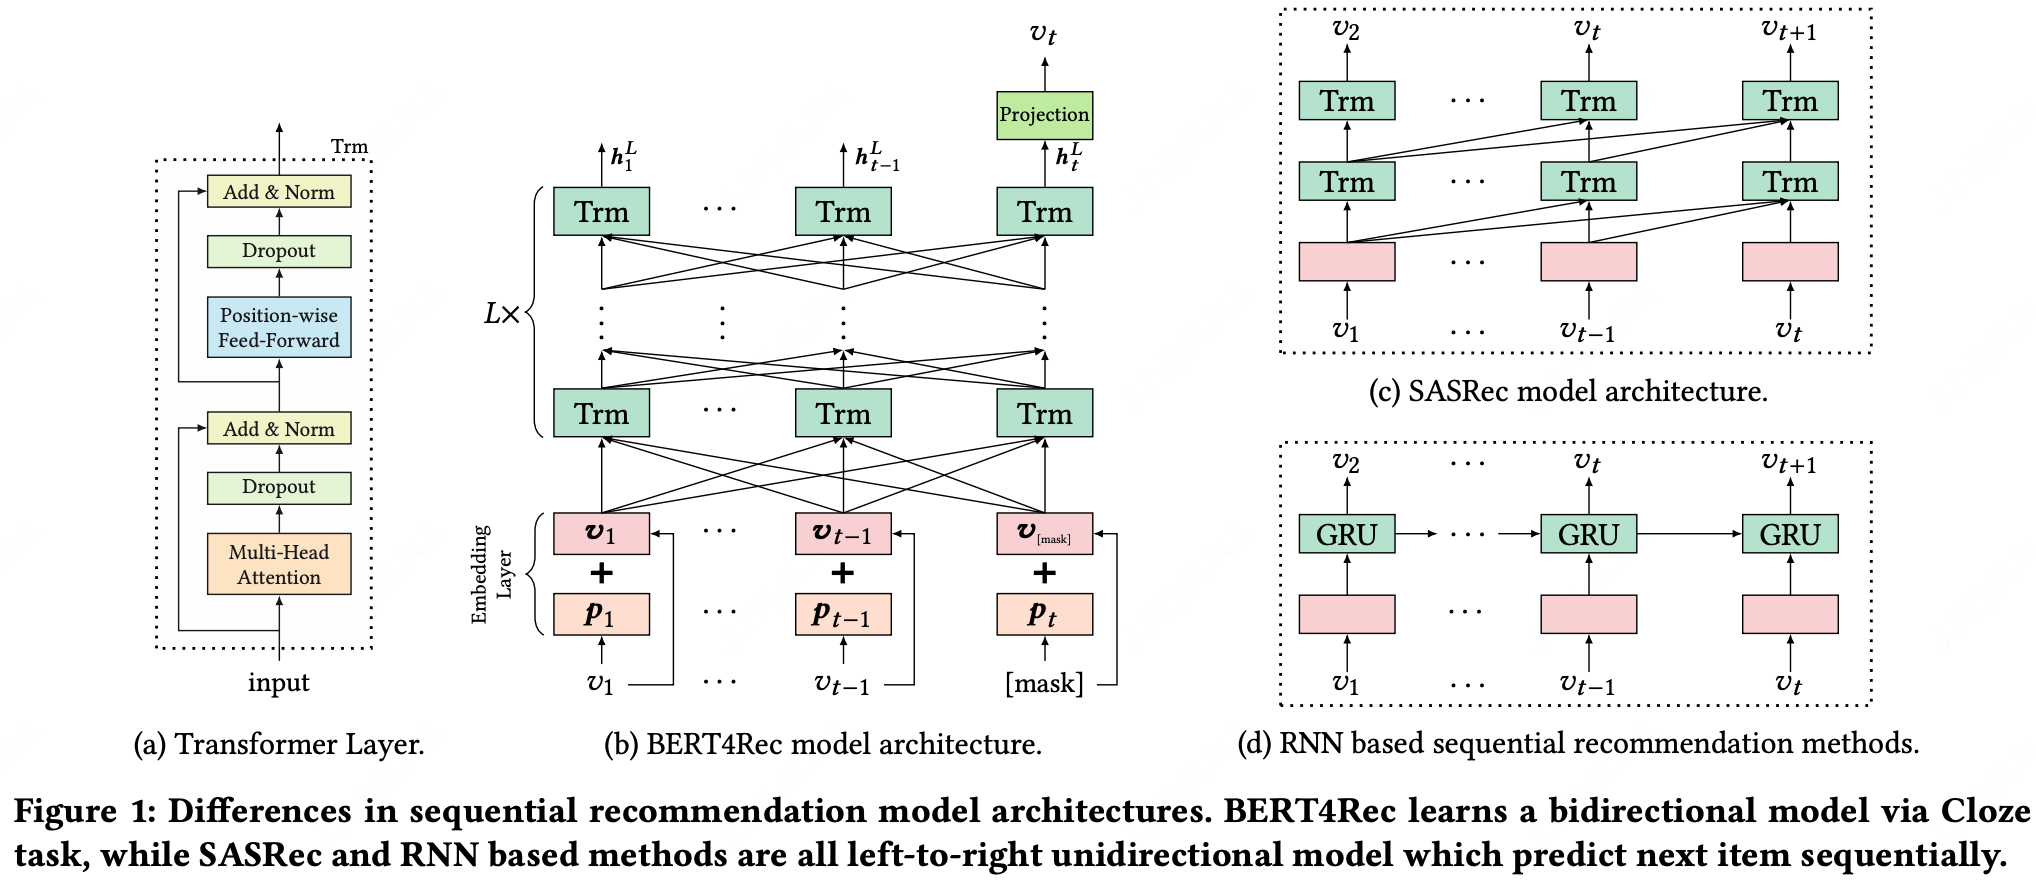 Trm
Add & Norm
Dropout
Position-wise
Feed-Forward
Add & Norm
Dropout
Multi-Head
Attention
input
(a) Transformer Layer.
v_t
Projection
h_1^L h_{t-1}^L h_t^L
Trm ... Trm Trm
L×
Trm ... Trm Trm
Embedding
Layer
v_1 ... v_{t-1} v_[mask]
+ + +
p_1 ... p_{t-1} p_t
v_1 ... v_{t-1} [mask]
(b) BERT4Rec model architecture.
v_2 v_t v_{t+1}
Trm ... Trm Trm
Trm ... Trm Trm
...
v_1 ... v_{t-1} v_t
(c) SASRec model architecture.
v_2 ... v_t v_{t+1}
GRU ... GRU GRU
...
v_1 ... v_{t-1} v_t
(d) RNN based sequential recommendation methods.
Figure 1: Differences in sequential recommendation model architectures. BERT4Rec learns a bidirectional model via Cloze
task, while SASRec and RNN based methods are all left-to-right unidirectional model which predict next item sequentially.